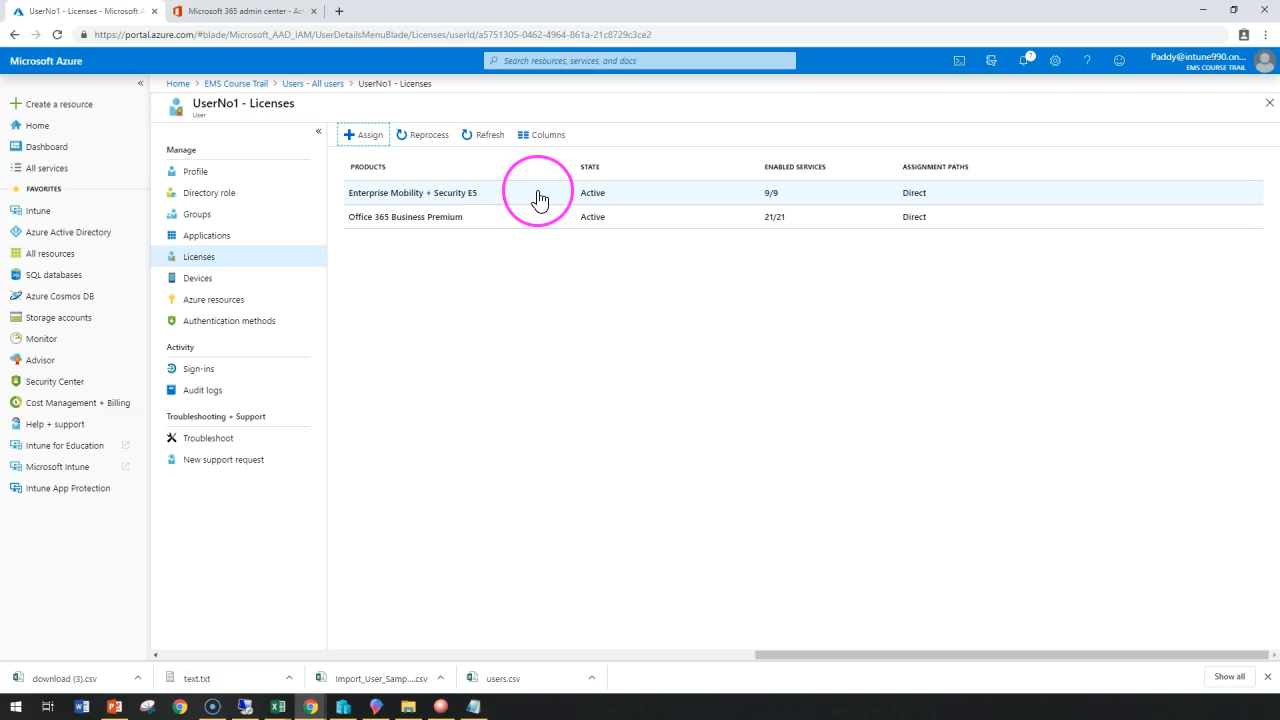 UserNo1 - Licenses - Microsoft A
Microsoft 365 admin center - Ac
https://portal.azure.com/#blade/Microsoft_AAD_IAM/UserDetailsMenuBlade/Licenses/userId/a5751305-0462-4964-861a-21c8729c3ce2
Microsoft Azure
Search resources, services, and docs
7
Paddy@intune990.on...
EMS COURSE TRAIL
Home > EMS Course Trail > Users - All users > UserNo1 - Licenses
UserNo1 - Licenses
User
Create a resource
Home
Dashboard
All services
FAVORITES
Intune
Azure Active Directory
All resources
SQL databases
Azure Cosmos DB
Storage accounts
Monitor
Advisor
Security Center
Cost Management + Billing
Help + support
Intune for Education
Microsoft Intune
Intune App Protection
Manage
Profile
Directory role
Groups
Applications
Licenses
Devices
Azure resources
Authentication methods
Activity
Sign-ins
Audit logs
Troubleshooting + Support
Troubleshoot
New support request
Assign Reprocess Refresh Columns
PRODUCTS STATE ENABLED SERVICES ASSIGNMENT PATHS
Enterprise Mobility + Security E5 Active 9/9 Direct
Office 365 Business Premium Active 21/21 Direct
download (3).csv text.txt Import_User_Samp....csv users.csv Show all